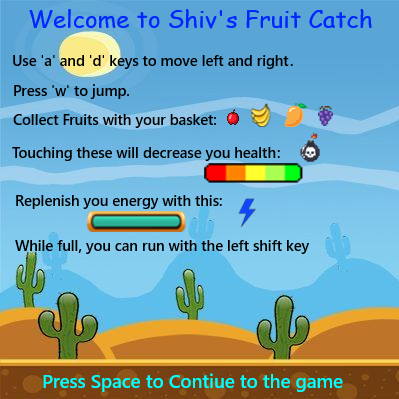 Welcome to Shiv's Fruit Catch
Use 'a' and 'd' keys to move left and right.
Press 'w' to jump.
Collect Fruits with your basket:
Touching these will decrease you health:
Replenish you energy with this:
While full, you can run with the left shift key
Press Space to Contiue to the game